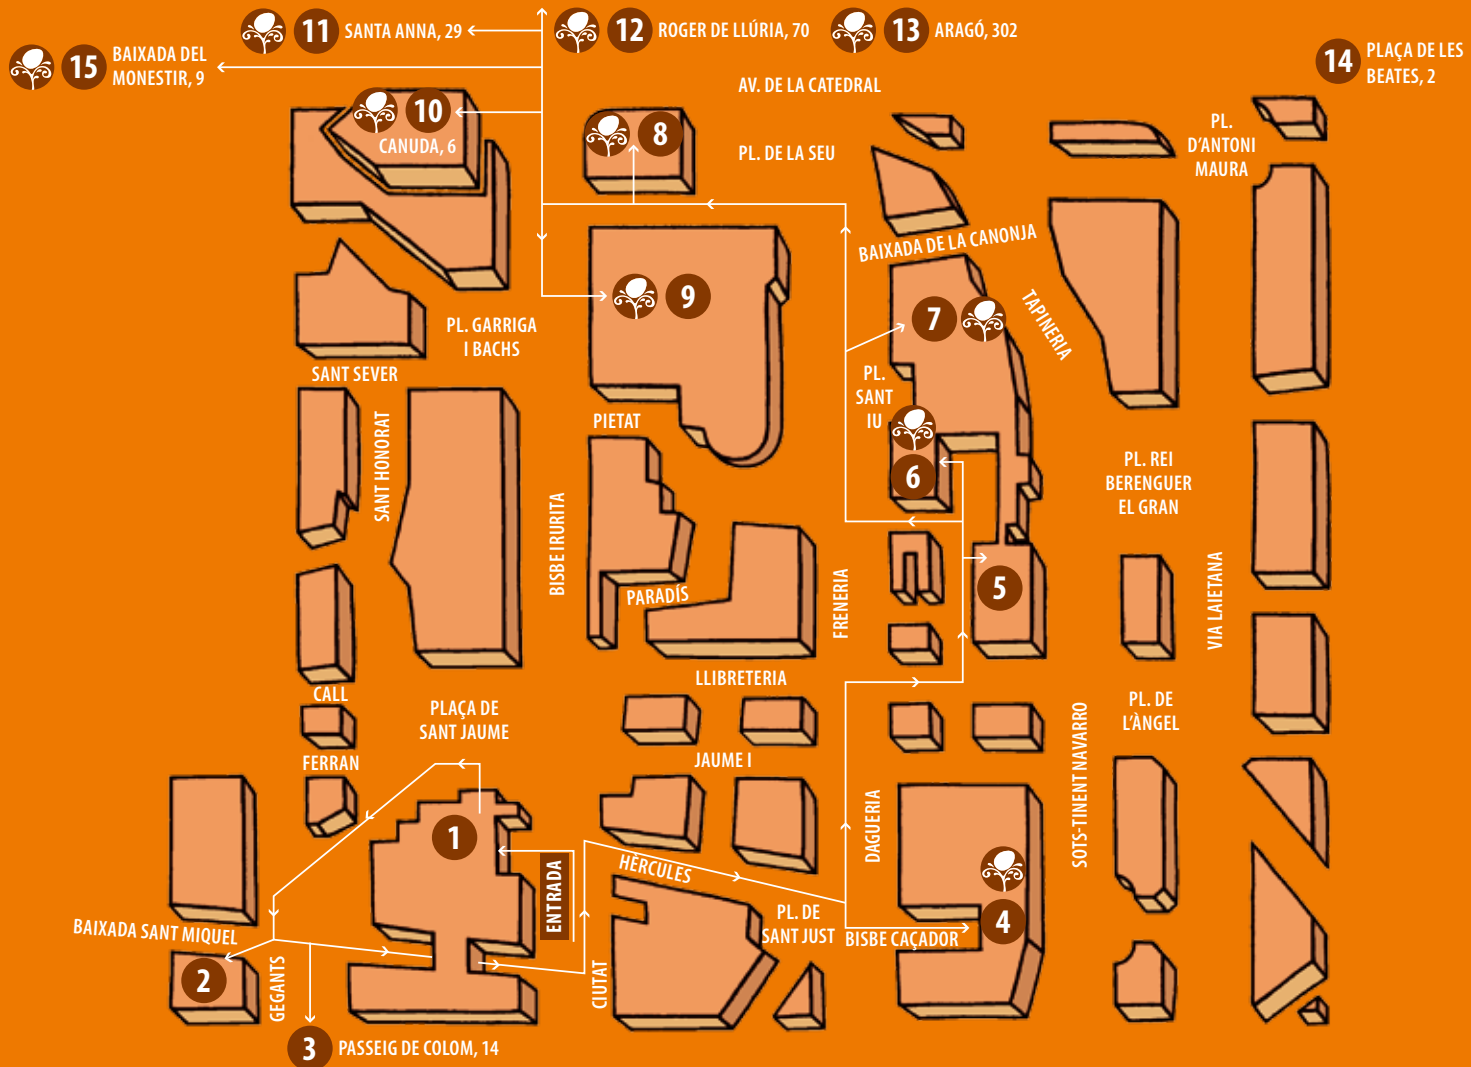 11 SANTA ANNA, 29
12 ROGER DE LLÚRIA, 70
13 ARAGÓ, 302
15 BAIXADA DEL
MONESTIR, 9
14 PLAÇA DE LES
BEATES, 2
AV. DE LA CATEDRAL
10
CANUDA, 6
8
PL. DE LA SEU
PL.
D'ANTONI
MAURA
BAIXADA DE LA CANONJA
9
7
TAPINERIA
PL. GARRIGA
I BACHS
SANT SEVER
PL.
SANT
IU
PIETAT
SANT HONORAT
6
PL. REI
BERENGUER
EL GRAN
BISBE IRURITA
PARADÍS
FRENERIA
5
VIA LAIETANA
LLIBRETERIA
CALL
PLAÇA DE
SANT JAUME
PL. DE
L'ÀNGEL
FERRAN
JAUME I
SOTS-TINENT NAVARRO
1
DAGUERIA
HÈRCULES
ENTRADA
4
PL. DE
SANT JUST
BISBE CAÇADOR
BAIXADA SANT MIQUEL
2
GEGANTS
CIUTAT
3 PASSEIG DE COLOM, 14